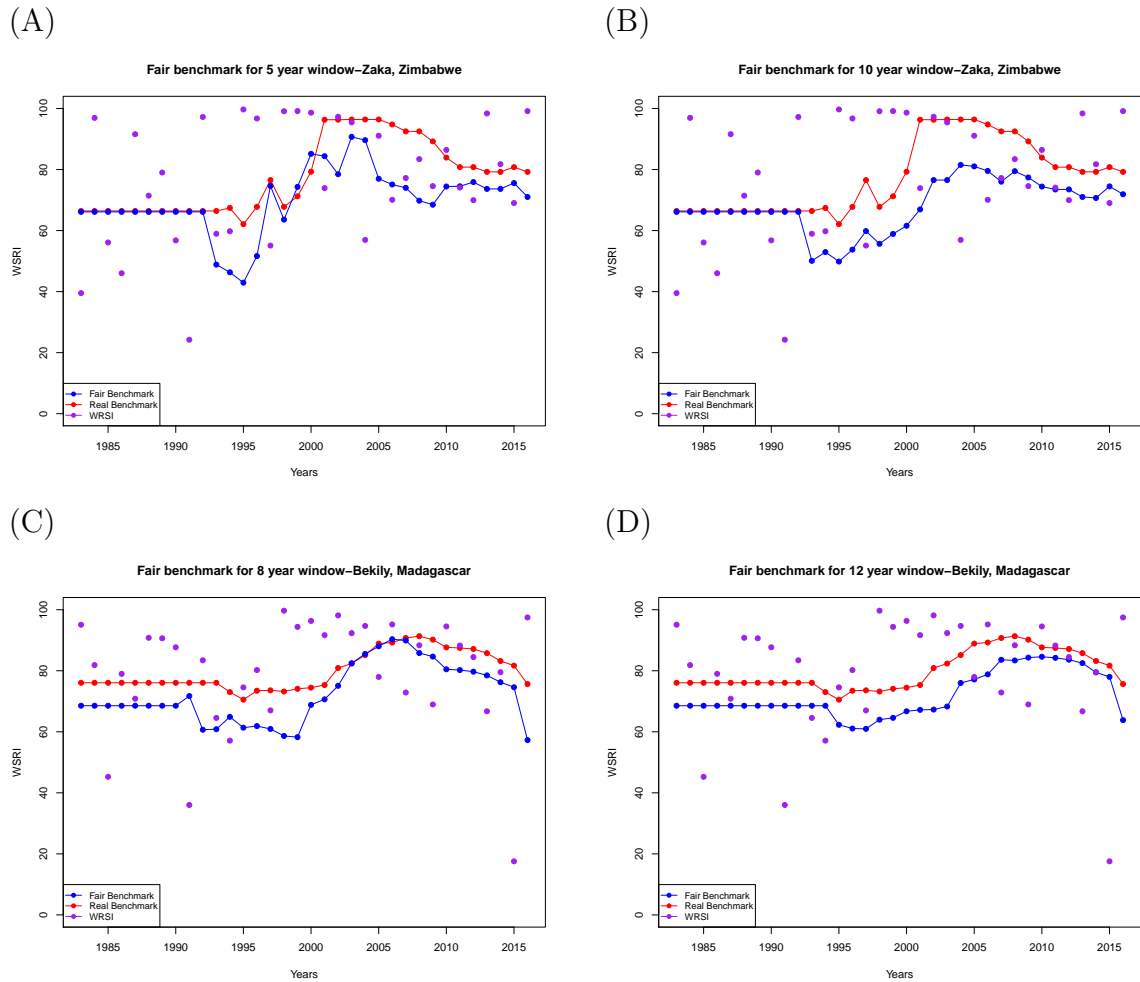 (A)
Fair benchmark for 5 year window−Zaka, Zimbabwe
WSRI
100
80
60
40
20
0
Fair Benchmark
Real Benchmark
WRSI
1985 1990 1995 2000 2005 2010 2015
Years
(B)
Fair benchmark for 10 year window−Zaka, Zimbabwe
WSRI
100
80
60
40
20
0
Fair Benchmark
Real Benchmark
WRSI
1985 1990 1995 2000 2005 2010 2015
Years
(C)
Fair benchmark for 8 year window−Bekily, Madagascar
WSRI
100
80
60
40
20
0
Fair Benchmark
Real Benchmark
WRSI
1985 1990 1995 2000 2005 2010 2015
Years
(D)
Fair benchmark for 12 year window−Bekily, Madagascar
WSRI
100
80
60
40
20
0
Fair Benchmark
Real Benchmark
WRSI
1985 1990 1995 2000 2005 2010 2015
Years